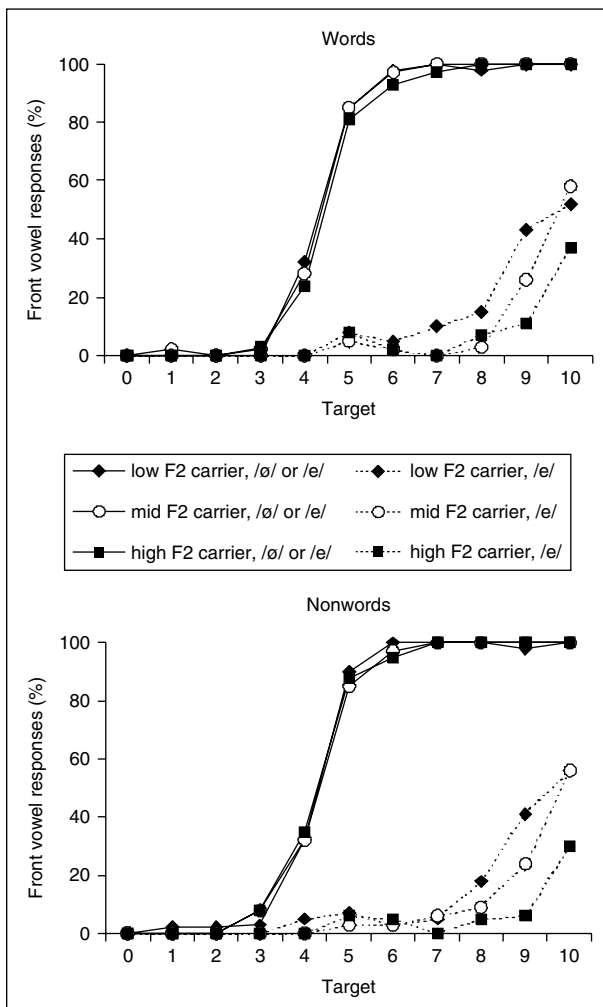 Words
Front vowel responses (%)
100
80
60
40
20
0
0 1 2 3 4 5 6 7 8 9 10
Target
low F2 carrier, /ø/ or /e/ low F2 carrier, /e/
mid F2 carrier, /ø/ or /e/ mid F2 carrier, /e/
high F2 carrier, /ø/ or /e/ high F2 carrier, /e/
Nonwords
Front vowel responses (%)
100
80
60
40
20
0
0 1 2 3 4 5 6 7 8 9 10
Target